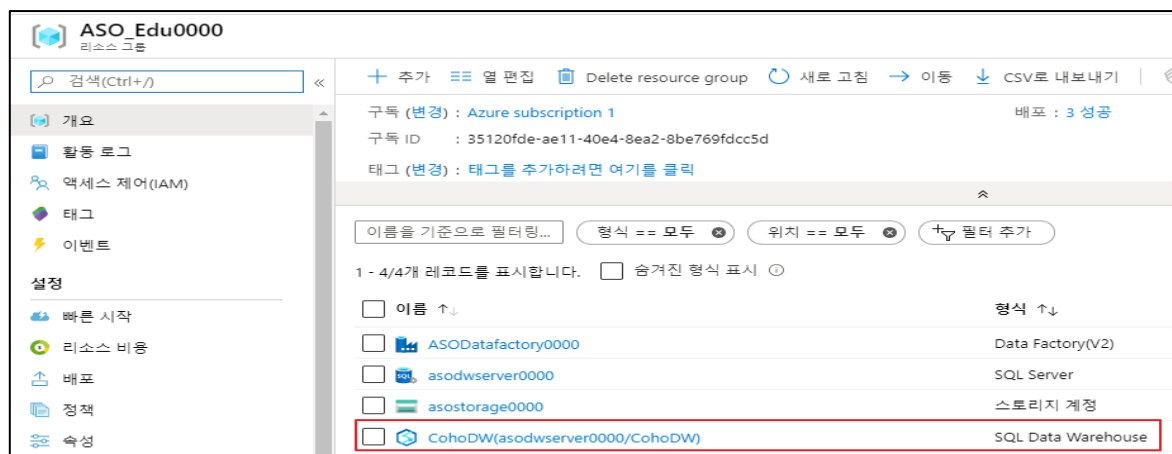 ASO_Edu0000
리소스 그룹
검색(Ctrl+/)
개요
활동 로그
액세스 제어(IAM)
태그
이벤트
설정
빠른 시작
리소스 비용
배포
정책
속성
추가 열 편집 Delete resource group 새로 고침 이동 CSV로 내보내기
구독 (변경) : Azure subscription 1 배포 : 3 성공
구독 ID : 35120fde-ae11-40e4-8ea2-8be769fdcc5d
태그 (변경) : 태그를 추가하려면 여기를 클릭
이름을 기준으로 필터링... 형식 == 모두 위치 == 모두 필터 추가
1 - 4/4개 레코드를 표시합니다. 숨겨진 형식 표시
이름 형식
ASODatafactory0000 Data Factory(V2)
asodwserver0000 SQL Server
asostorage0000 스토리지 계정
CohoDW(asodwserver0000/CohoDW) SQL Data Warehouse